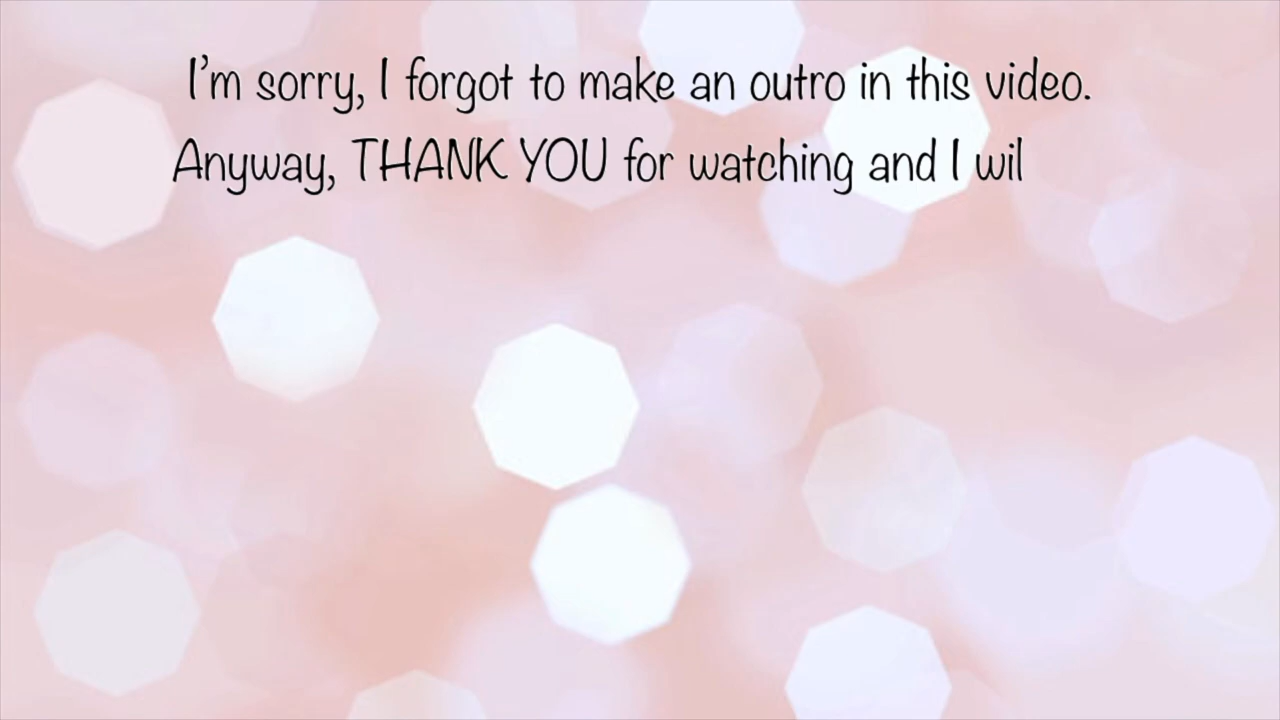 I'm sorry, I forgot to make an outro in this video.
Anyway, THANK YOU for watching and I wil